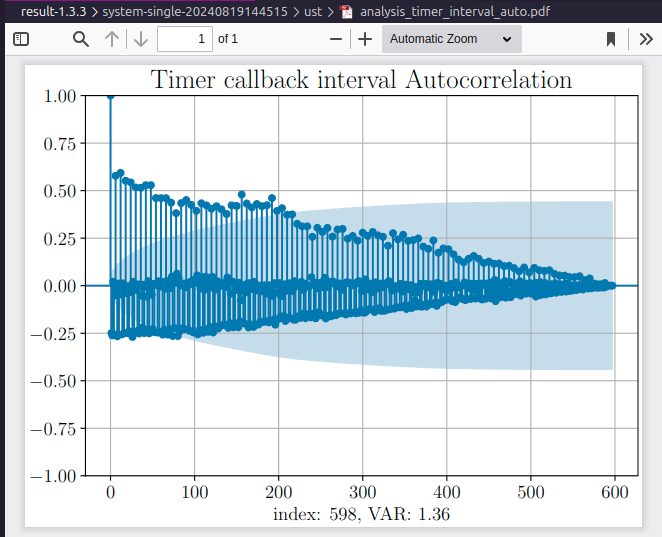 result-1.3.3 > system-single-20240819144515 > ust > analysis_timer_interval_auto.pdf
1 of 1 Automatic Zoom
Timer callback interval Autocorrelation
1.00
0.75
0.50
0.25
0.00
−0.25
−0.50
−0.75
−1.00
0 100 200 300 400 500 600
index: 598, VAR: 1.36